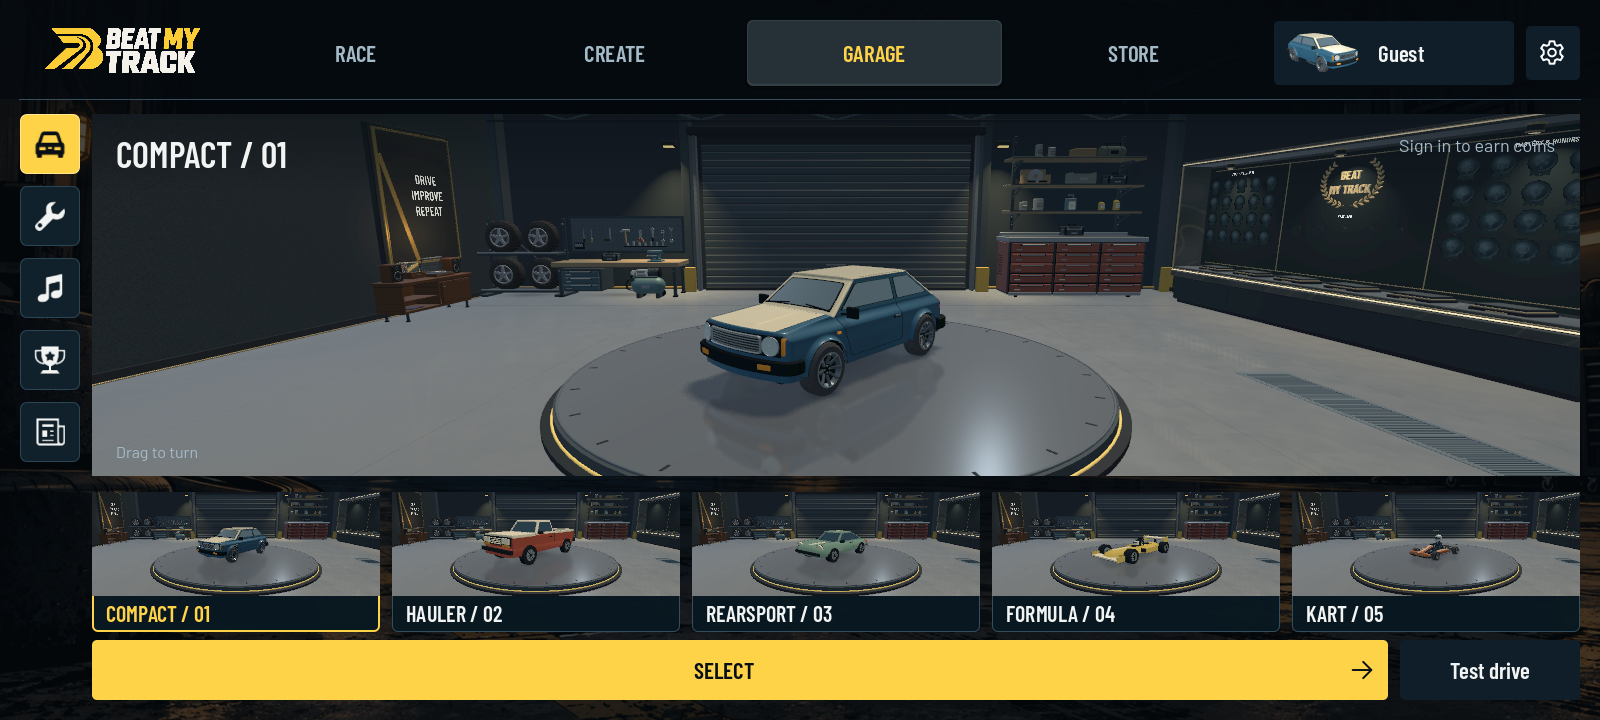 BEAT MY TRACK
RACE
CREATE
GARAGE
STORE
Guest
COMPACT / 01
Sign in to earn coins
DRIVE
IMPROVE
REPEAT
BEAT
MY TRACK
Drag to turn
COMPACT / 01
HAULER / 02
REARSPORT / 03
FORMULA / 04
KART / 05
SELECT
Test drive